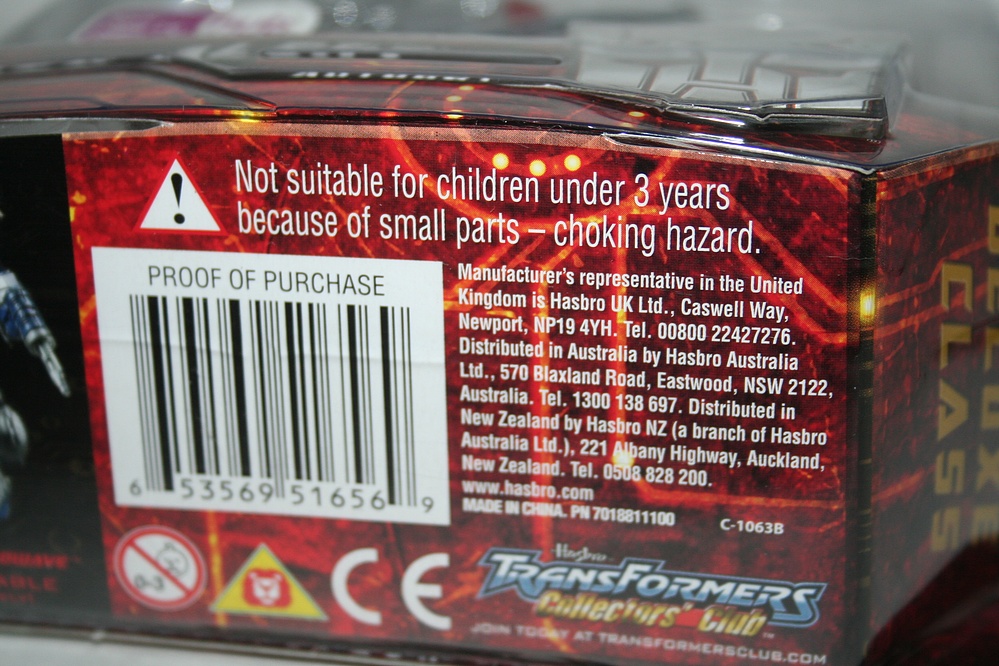 Not suitable for children under 3 years
because of small parts – choking hazard.
PROOF OF PURCHASE
6 53569 51656 9
Manufacturer's representative in the United
Kingdom is Hasbro UK Ltd., Caswell Way,
Newport, NP19 4YH. Tel. 00800 22427276.
Distributed in Australia by Hasbro Australia
Ltd., 570 Blaxland Road, Eastwood, NSW 2122,
Australia. Tel. 1300 138 697. Distributed in
New Zealand by Hasbro NZ (a branch of Hasbro
Australia Ltd.), 221 Albany Highway, Auckland,
New Zealand. Tel. 0508 828 200.
www.hasbro.com
MADE IN CHINA. PN 7018811100
C-1063B
0-3
CE
Hasbro
TRANSFORMERS
Collectors' Club™
JOIN TODAY AT TRANSFORMERSCLUB.COM
DELUXE
CLASS